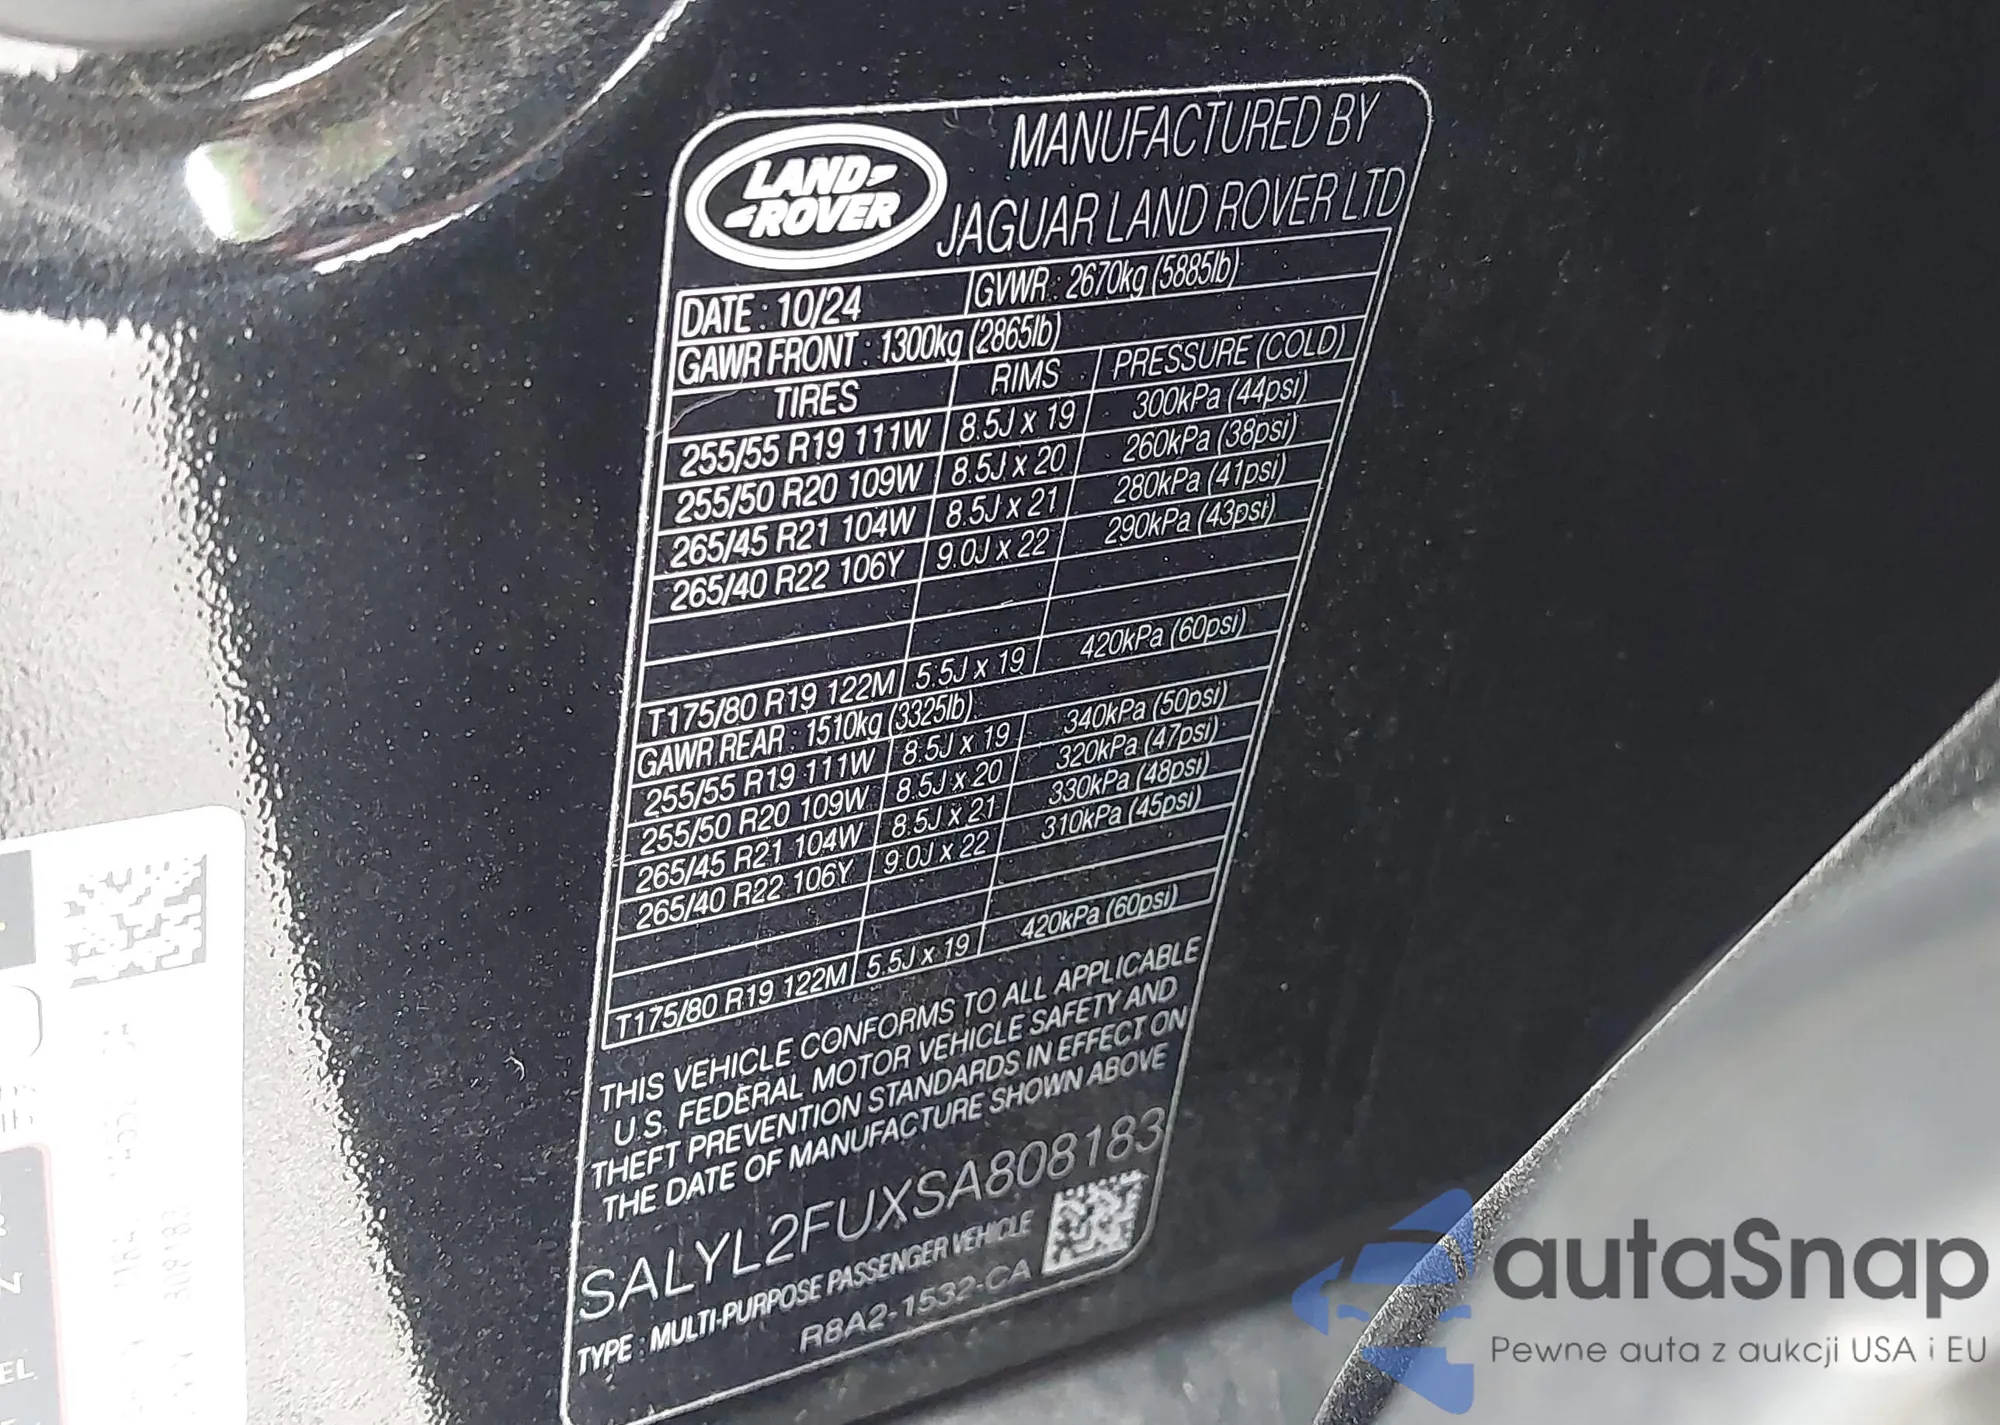 LAND-
-ROVER
MANUFACTURED BY
JAGUAR LAND ROVER LTD
DATE : 10/24 GVWR : 2670kg (5885lb)
GAWR FRONT : 1300kg (2865lb)
TIRES RIMS PRESSURE (COLD)
255/55 R19 111W 8.5J x 19 300kPa (44psi)
255/50 R20 109W 8.5J x 20 260kPa (38psi)
265/45 R21 104W 8.5J x 21 280kPa (41psi)
265/40 R22 106Y 9.0J x 22 290kPa (43psi)
T175/80 R19 122M 5.5J x 19 420kPa (60psi)
GAWR REAR : 1510kg (3325lb)
255/55 R19 111W 8.5J x 19 340kPa (50psi)
255/50 R20 109W 8.5J x 20 320kPa (47psi)
265/45 R21 104W 8.5J x 21 330kPa (48psi)
265/40 R22 106Y 9.0J x 22 310kPa (45psi)
T175/80 R19 122M 5.5J x 19 420kPa (60psi)
THIS VEHICLE CONFORMS TO ALL APPLICABLE
U.S. FEDERAL MOTOR VEHICLE SAFETY AND
THEFT PREVENTION STANDARDS IN EFFECT ON
THE DATE OF MANUFACTURE SHOWN ABOVE
SALYL2FUXSA808183
TYPE : MULTI-PURPOSE PASSENGER VEHICLE
R8A2-1532-CA
autaSnap
Pewne auta z aukcji USA i EU